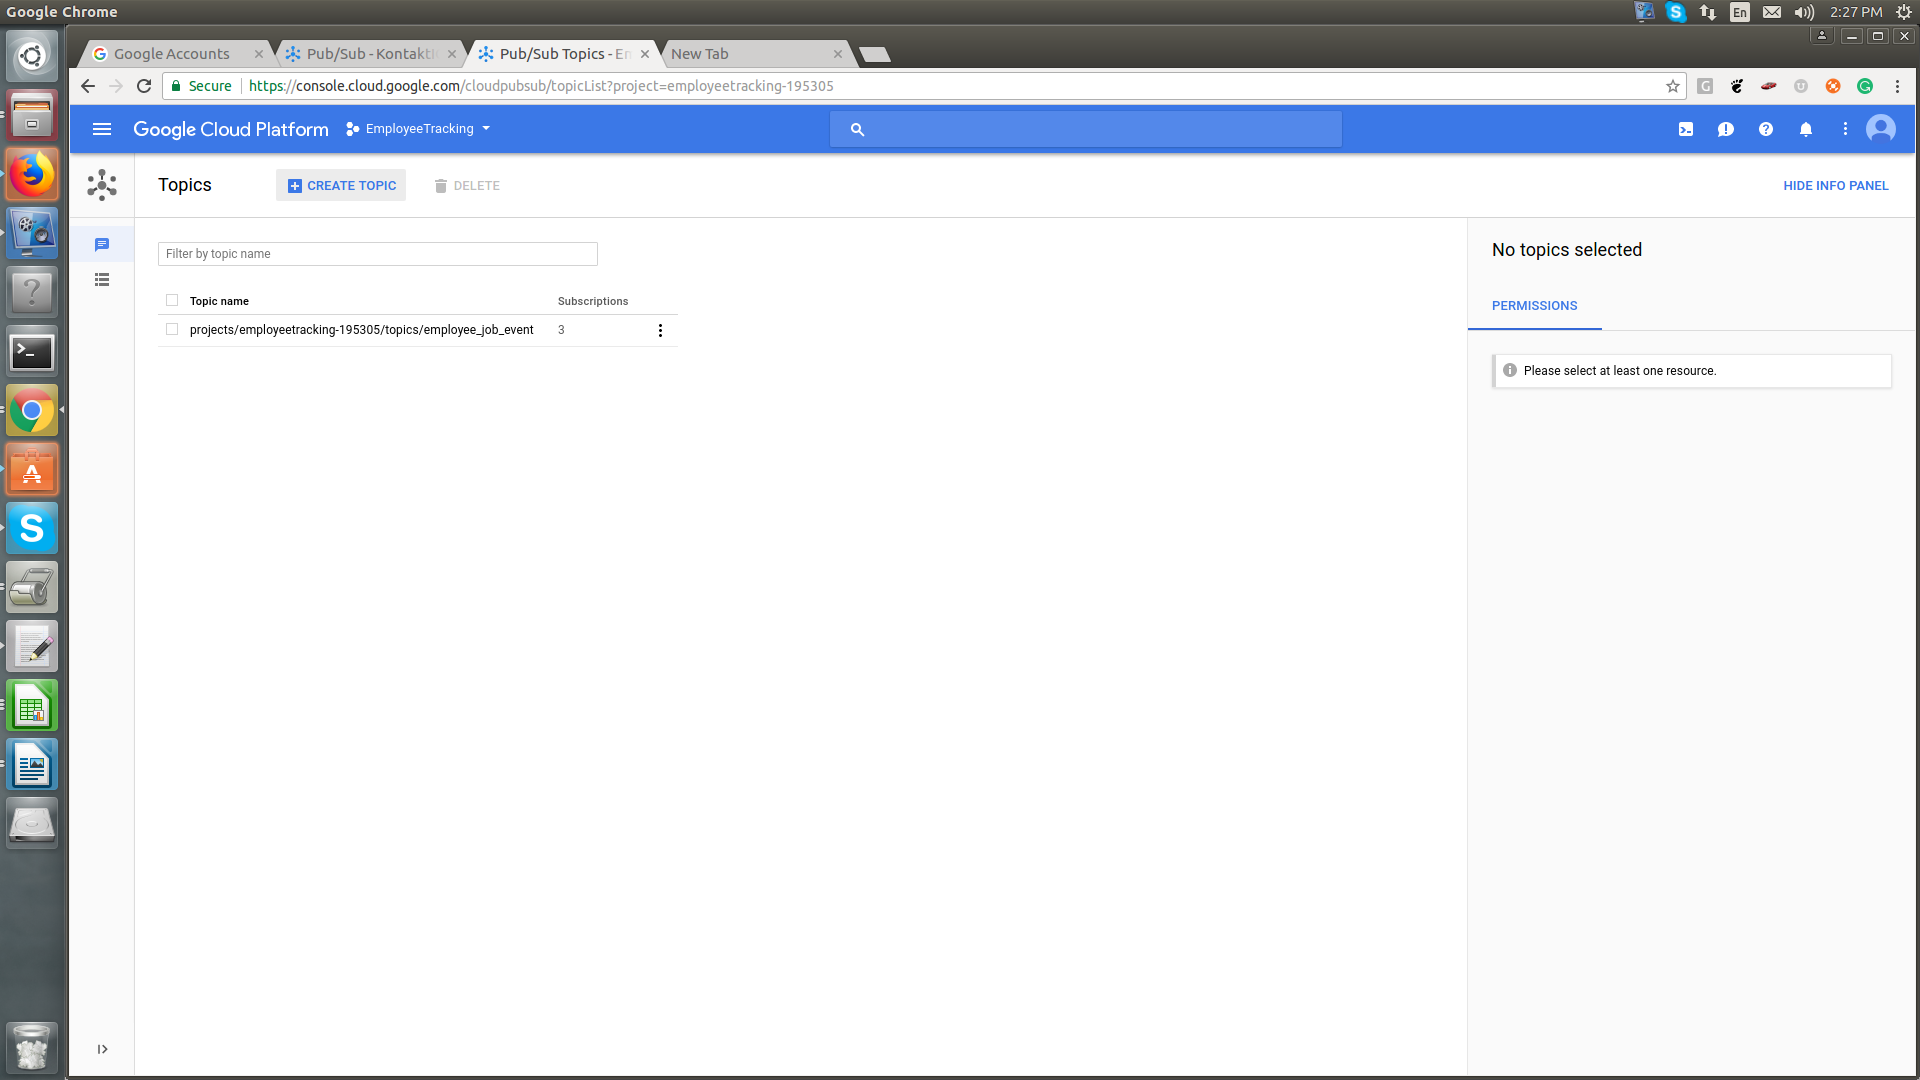 Google Chrome
En
2:27 PM
Google Accounts
Pub/Sub - Kontakt
Pub/Sub Topics - En
New Tab
Secure
https://console.cloud.google.com/cloudpubsub/topicList?project=employeetracking-195305
Google Cloud Platform
EmployeeTracking
Topics
CREATE TOPIC
DELETE
HIDE INFO PANEL
Filter by topic name
No topics selected
Topic name
Subscriptions
PERMISSIONS
projects/employeetracking-195305/topics/employee_job_event
3
Please select at least one resource.